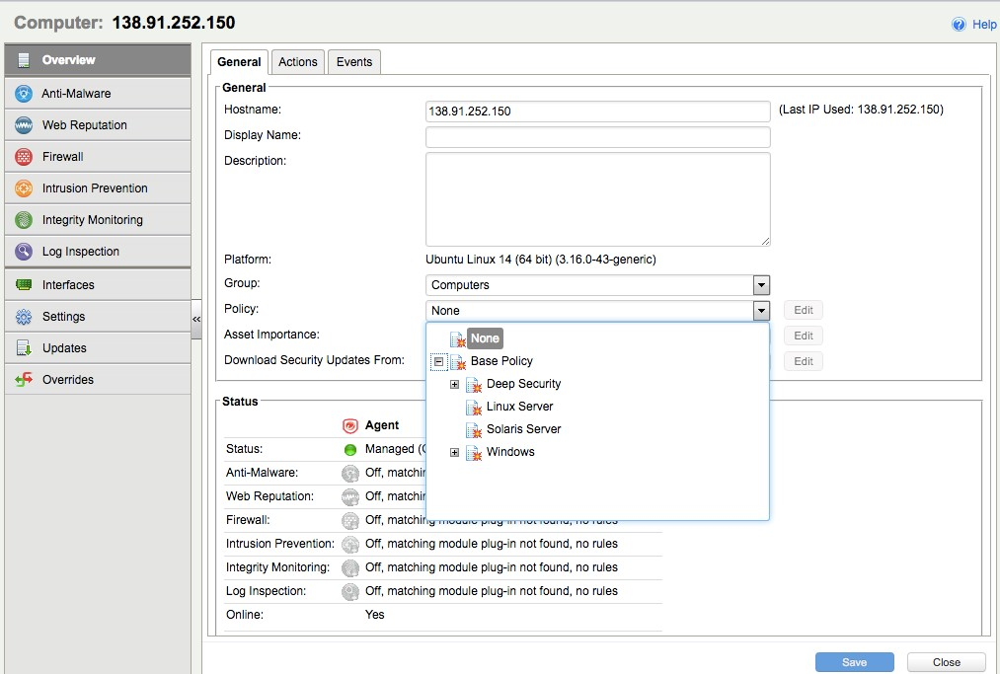 Computer: 138.91.252.150
Help
Overview
Anti-Malware
Web Reputation
Firewall
Intrusion Prevention
Integrity Monitoring
Log Inspection
Interfaces
Settings
Updates
Overrides
«
General Actions Events
General
Hostname: 138.91.252.150 (Last IP Used: 138.91.252.150)
Display Name:
Description:
Platform: Ubuntu Linux 14 (64 bit) (3.16.0-43-generic)
Group: Computers
Policy: None Edit
Asset Importance: Edit
Download Security Updates From: Edit
None
Base Policy
Deep Security
Linux Server
Solaris Server
Windows
Status
Agent
Status: Managed (
Anti-Malware: Off, matchin
Web Reputation: Off, matchin
Firewall: Off, matching module plug-in not found, no rules
Intrusion Prevention: Off, matching module plug-in not found, no rules
Integrity Monitoring: Off, matching module plug-in not found, no rules
Log Inspection: Off, matching module plug-in not found, no rules
Online: Yes
Save Close